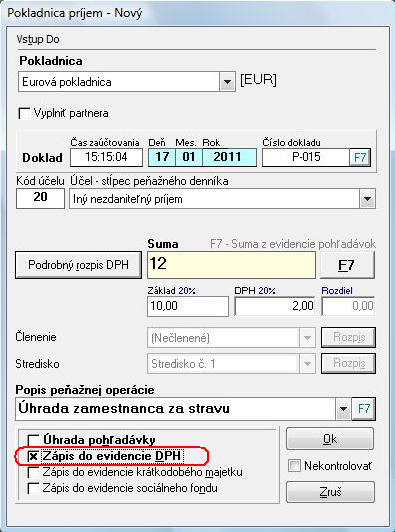 Pokladnica príjem - Nový
Vstup Do
Pokladnica
Eurová pokladnica [EUR]
Vyplniť partnera
Čas zaúčtovania Deň Mes. Rok Číslo dokladu
Doklad 15:15:04 17 01 2011 P-015 F7
Kód účelu Účel - stĺpec peňažného denníka
20 Iný nezdaniteľný príjem
Suma F7 - Suma z evidencie pohľadávok
Podrobný rozpis DPH 12 F7
Základ 20% DPH 20% Rozdiel
10,00 2,00 0,00
Členenie (Nečlenené) Rozpis
Stredisko Stredisko č. 1 Rozpis
Popis peňažnej operácie
Úhrada zamestnanca za stravu F7
Úhrada pohľadávky Ok
Zápis do evidencie DPH
Zápis do evidencie krátkodobého majetku Nekontrolovať
Zápis do evidencie sociálneho fondu Zruš